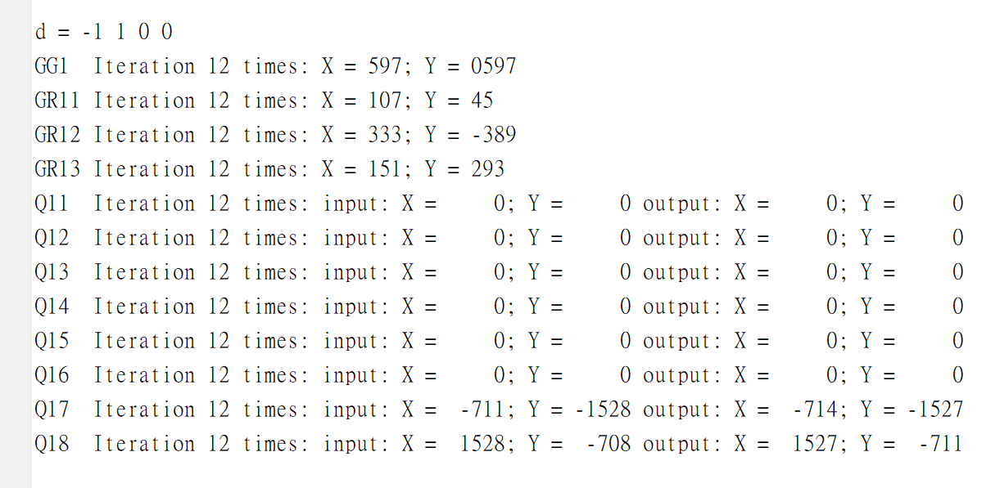 d = -1 1 0 0
GG1  Iteration 12 times: X = 597; Y = 0597
GR11 Iteration 12 times: X = 107; Y = 45
GR12 Iteration 12 times: X = 333; Y = -389
GR13 Iteration 12 times: X = 151; Y = 293
Q11  Iteration 12 times: input: X =     0; Y =     0 output: X =     0; Y =     0
Q12  Iteration 12 times: input: X =     0; Y =     0 output: X =     0; Y =     0
Q13  Iteration 12 times: input: X =     0; Y =     0 output: X =     0; Y =     0
Q14  Iteration 12 times: input: X =     0; Y =     0 output: X =     0; Y =     0
Q15  Iteration 12 times: input: X =     0; Y =     0 output: X =     0; Y =     0
Q16  Iteration 12 times: input: X =     0; Y =     0 output: X =     0; Y =     0
Q17  Iteration 12 times: input: X =  -711; Y = -1528 output: X =  -714; Y = -1527
Q18  Iteration 12 times: input: X =  1528; Y =  -708 output: X =  1527; Y =  -711